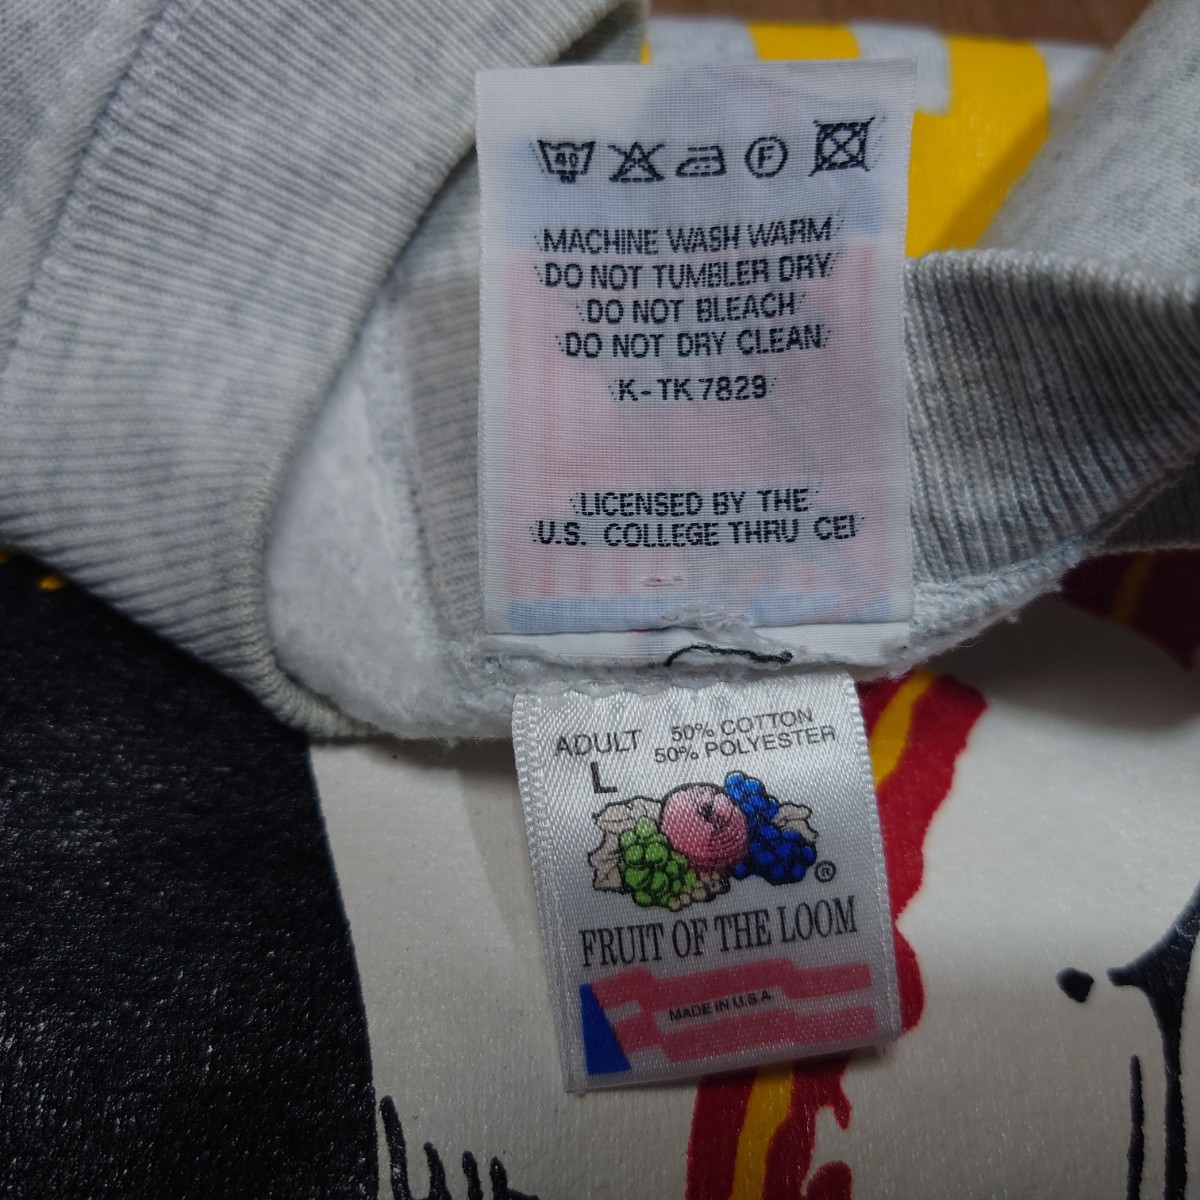 40 F
MACHINE WASH WARM
DO NOT TUMBLER DRY
DO NOT BLEACH
DO NOT DRY CLEAN
K-TK 7829
LICENSED BY THE
U.S. COLLEGE THRU CEI
ADULT 50% COTTON
L 50% POLYESTER
®
FRUIT OF THE LOOM
MADE IN U.S.A.